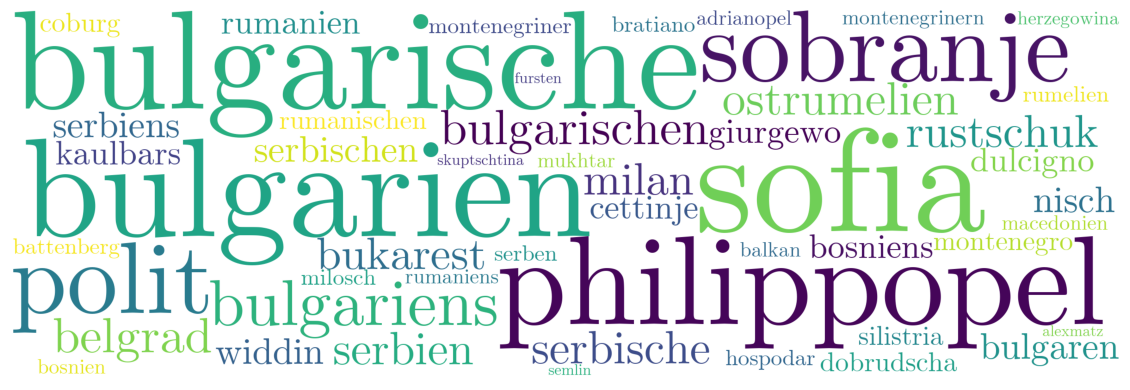 coburg rumanien montenegriner bratiano adrianopel montenegrinern herzegowina
bulgarische sobranje
fursten
ostrumelien rumelien
serbiens rumanischen bulgarischen giurgewo rustschuk
kaulbars serbischen skuptschtina mukhtar dulcigno
bulgarien milan sofia
cettinje nisch
macedonien
battenberg bukarest serben balkan bosniens montenegro
polit milosch rumaniens philippopel
bulgariens
belgrad widdin serbien serbische hospodar silistria alexmatz
dobrudscha bulgaren
bosnien semlin